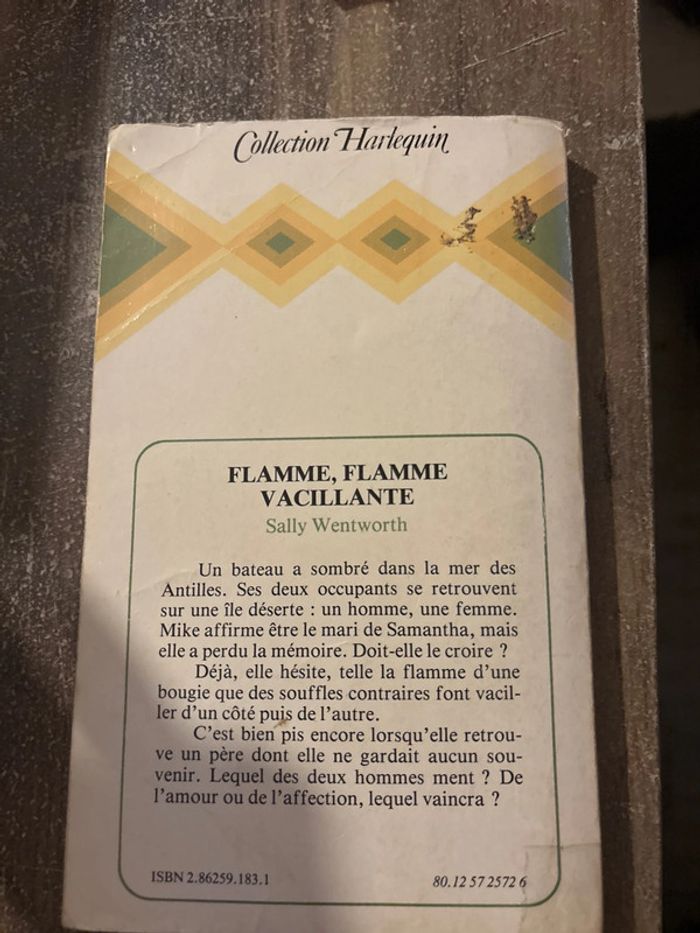 Collection Harlequin
FLAMME, FLAMME
VACILLANTE
Sally Wentworth
Un bateau a sombré dans la mer des
Antilles. Ses deux occupants se retrouvent
sur une île déserte : un homme, une femme.
Mike affirme être le mari de Samantha, mais
elle a perdu la mémoire. Doit-elle le croire ?
Déjà, elle hésite, telle la flamme d'une
bougie que des souffles contraires font vacil-
ler d'un côté puis de l'autre.
C'est bien pis encore lorsqu'elle retrou-
ve un père dont elle ne gardait aucun sou-
venir. Lequel des deux hommes ment ? De
l'amour ou de l'affection, lequel vaincra ?
ISBN 2.86259.183.1
80.12 57 2572 6